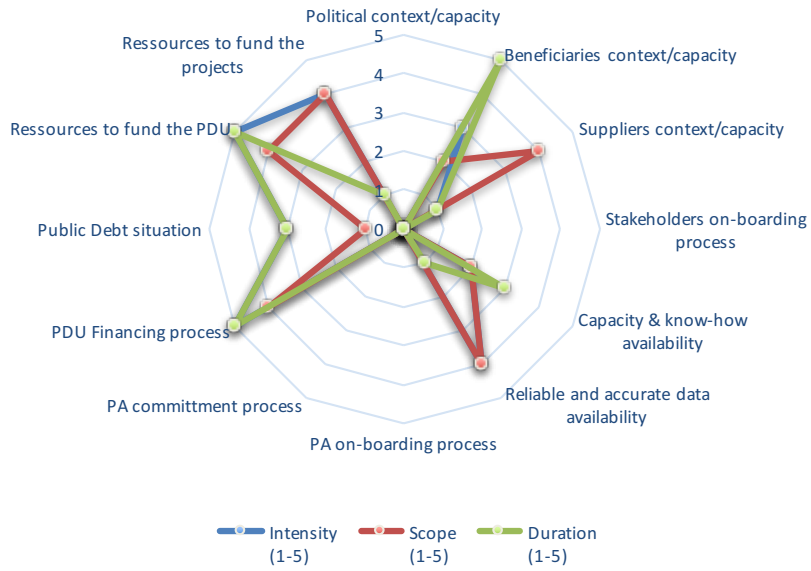 Political context/capacity
5
4
3
2
1
0
Beneficiaries context/capacity
Suppliers context/capacity
Stakeholders on-boarding
process
Capacity & know-how
availability
Reliable and accurate data
availability
PA on-boarding process
PA committment process
PDU Financing process
Public Debt situation
Ressources to fund the PDU
Ressources to fund the
projects
Intensity
(1-5)
Scope
(1-5)
Duration
(1-5)